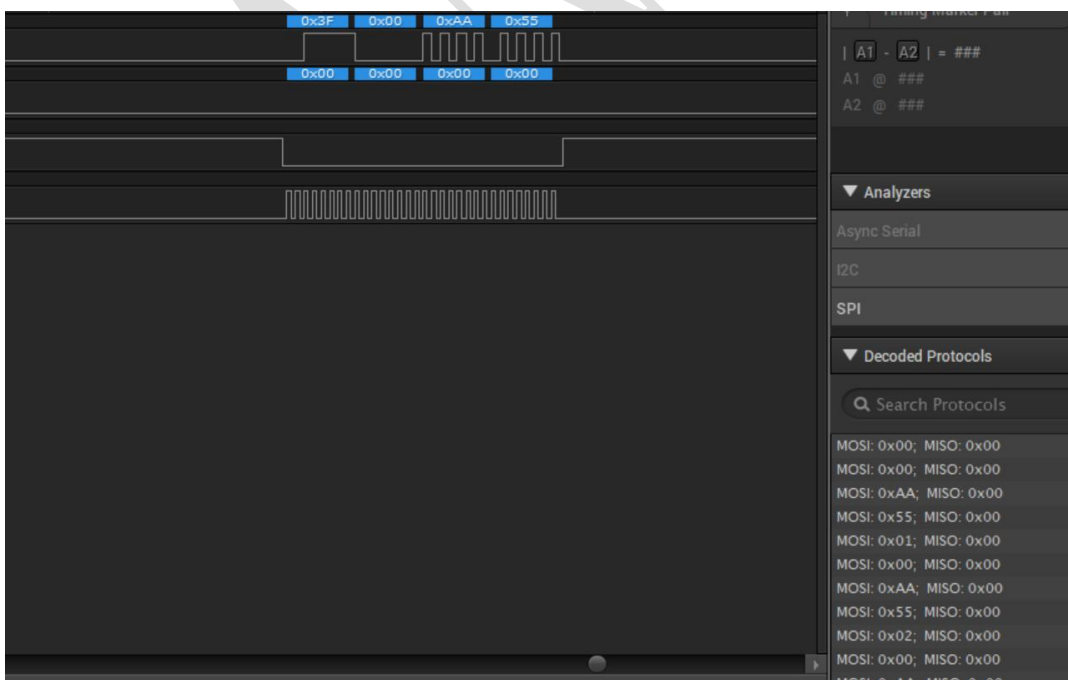 0x3F 0x00 0xAA 0x55
0x00 0x00 0x00 0x00
Timing Marker Pair
| A1 - A2 | = ###
A1 @ ###
A2 @ ###
Analyzers
Async Serial
I2C
SPI
Decoded Protocols
Search Protocols
MOSI: 0x00; MISO: 0x00
MOSI: 0x00; MISO: 0x00
MOSI: 0xAA; MISO: 0x00
MOSI: 0x55; MISO: 0x00
MOSI: 0x01; MISO: 0x00
MOSI: 0x00; MISO: 0x00
MOSI: 0xAA; MISO: 0x00
MOSI: 0x55; MISO: 0x00
MOSI: 0x02; MISO: 0x00
MOSI: 0x00; MISO: 0x00